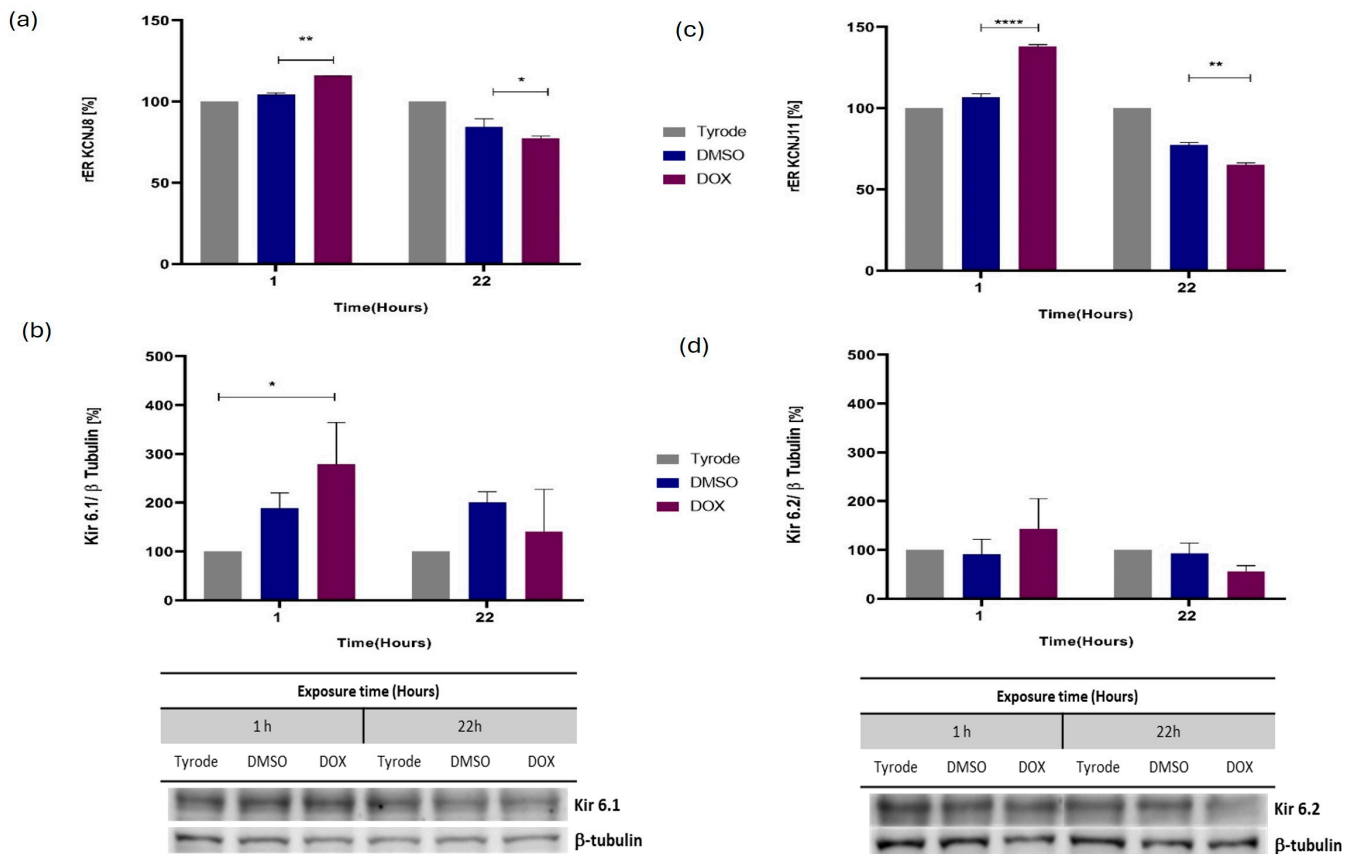 (a)
rER KCNJ8 [%]
150
100
50
0
**
*
1
22
Time(Hours)
Tyrode
DMSO
DOX
(c)
rER KCNJ11 [%]
150
100
50
0
****
**
1
22
Time(Hours)
(b)
Kir 6.1/ β Tubulin [%]
500
400
300
200
100
0
*
1
22
Time(Hours)
Tyrode
DMSO
DOX
(d)
Kir 6.2/ β Tubulin [%]
500
400
300
200
100
0
1
22
Time(Hours)
Exposure time (Hours)
1 h 22h
Tyrode DMSO DOX Tyrode DMSO DOX
Kir 6.1
β-tubulin
Exposure time (Hours)
1 h 22h
Tyrode DMSO DOX Tyrode DMSO DOX
Kir 6.2
β-tubulin